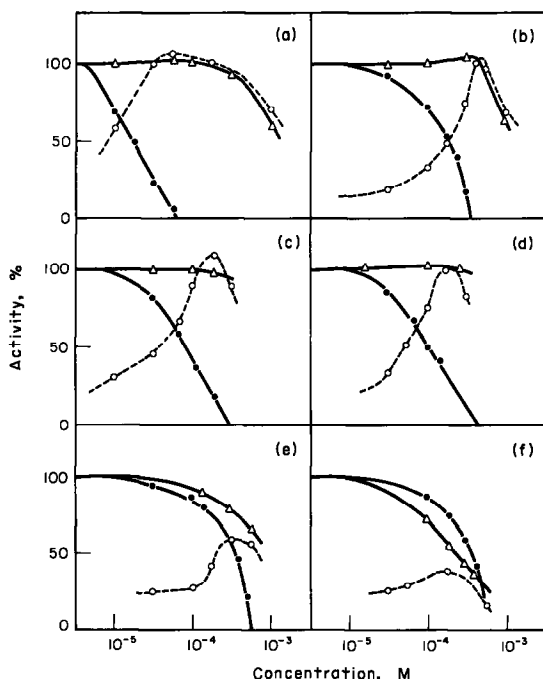 (a)
(b)
100
50
0
(c)
(d)
100
50
0
(e)
(f)
100
50
0
Activity, %
10⁻⁵ 10⁻⁴ 10⁻³ 10⁻⁵ 10⁻⁴ 10⁻³
Concentration, M